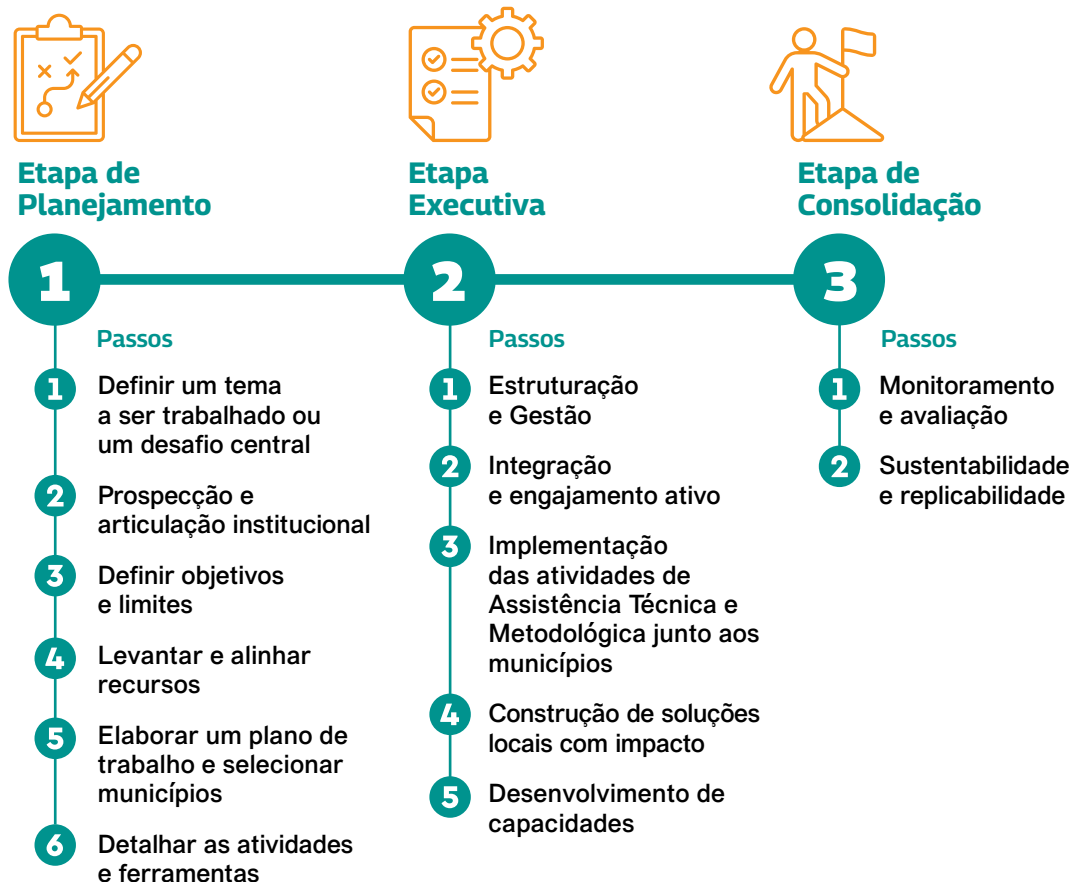 Etapa de
Planejamento
1
Passos
1
Definir um tema
a ser trabalhado ou
um desafio central
2
Prospecção e
articulação institucional
3
Definir objetivos
e limites
4
Levantar e alinhar
recursos
5
Elaborar um plano de
trabalho e selecionar
municípios
6
Detalhar as atividades
e ferramentas
Etapa
Executiva
2
Passos
1
Estruturação
e Gestão
2
Integração
e engajamento ativo
3
Implementação
das atividades de
Assistência Técnica e
Metodológica junto aos
municípios
4
Construção de soluções
locais com impacto
5
Desenvolvimento de
capacidades
Etapa de
Consolidação
3
Passos
1
Monitoramento
e avaliação
2
Sustentabilidade
e replicabilidade